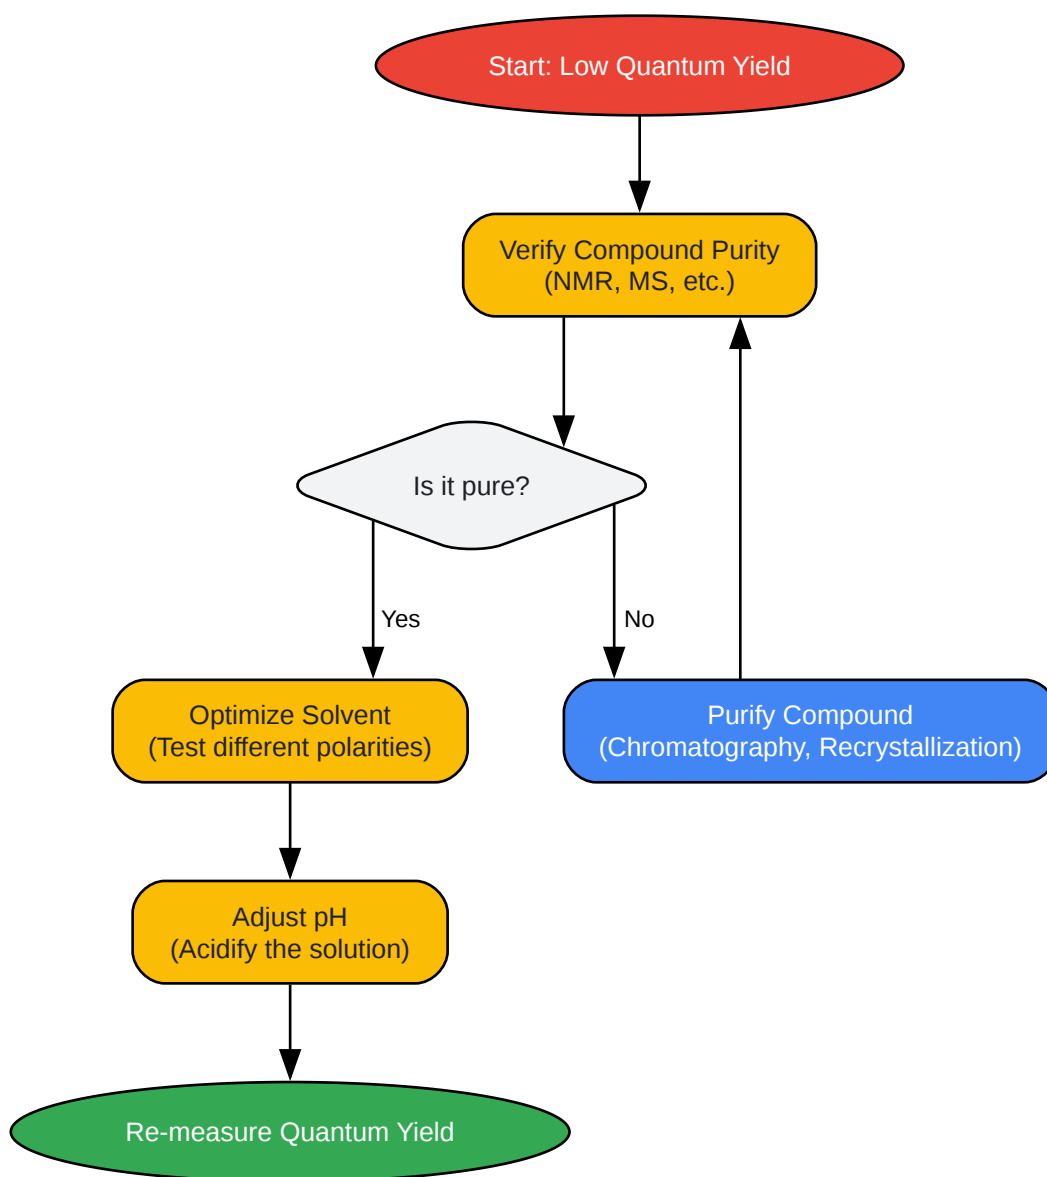 Start: Low Quantum Yield
Verify Compound Purity
(NMR, MS, etc.)
Is it pure?
Yes
No
Optimize Solvent
(Test different polarities)
Purify Compound
(Chromatography, Recrystallization)
Adjust pH
(Acidify the solution)
Re-measure Quantum Yield